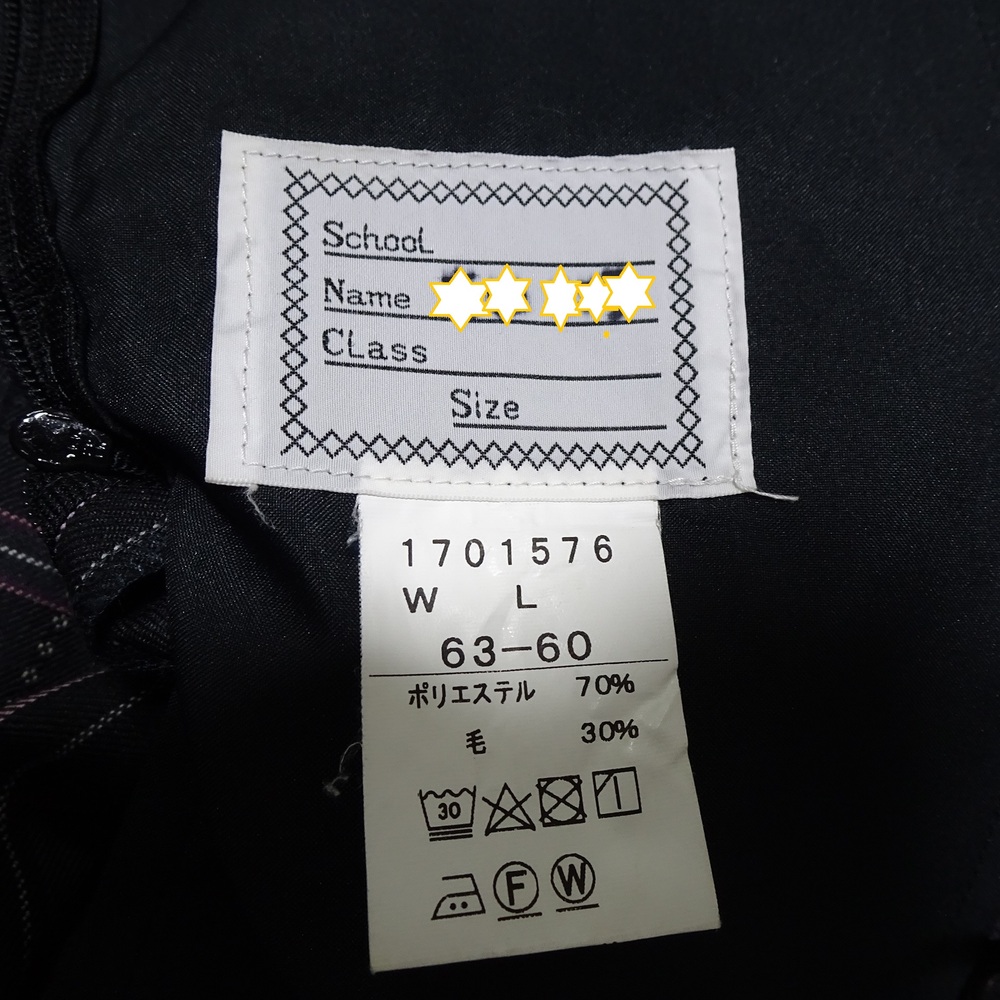 School
Name
Class
Size
1701576
W L
63-60
ポリエステル 70%
毛 30%
30
F W